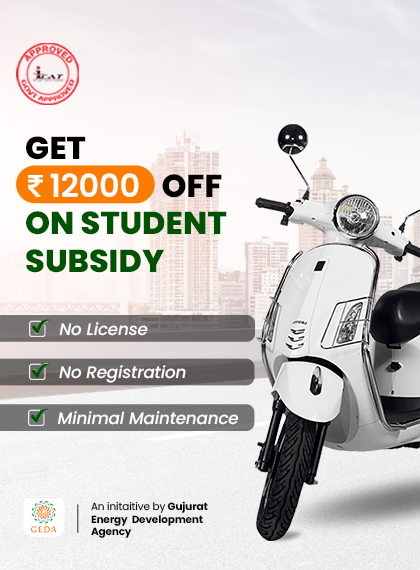 APPROVED
iCAT
GOVT APPROVED
GET
₹ 12000 OFF
ON STUDENT
SUBSIDY
No License
No Registration
Minimal Maintenance
GEDA
An initaitive by Gujurat
Energy Development
Agency